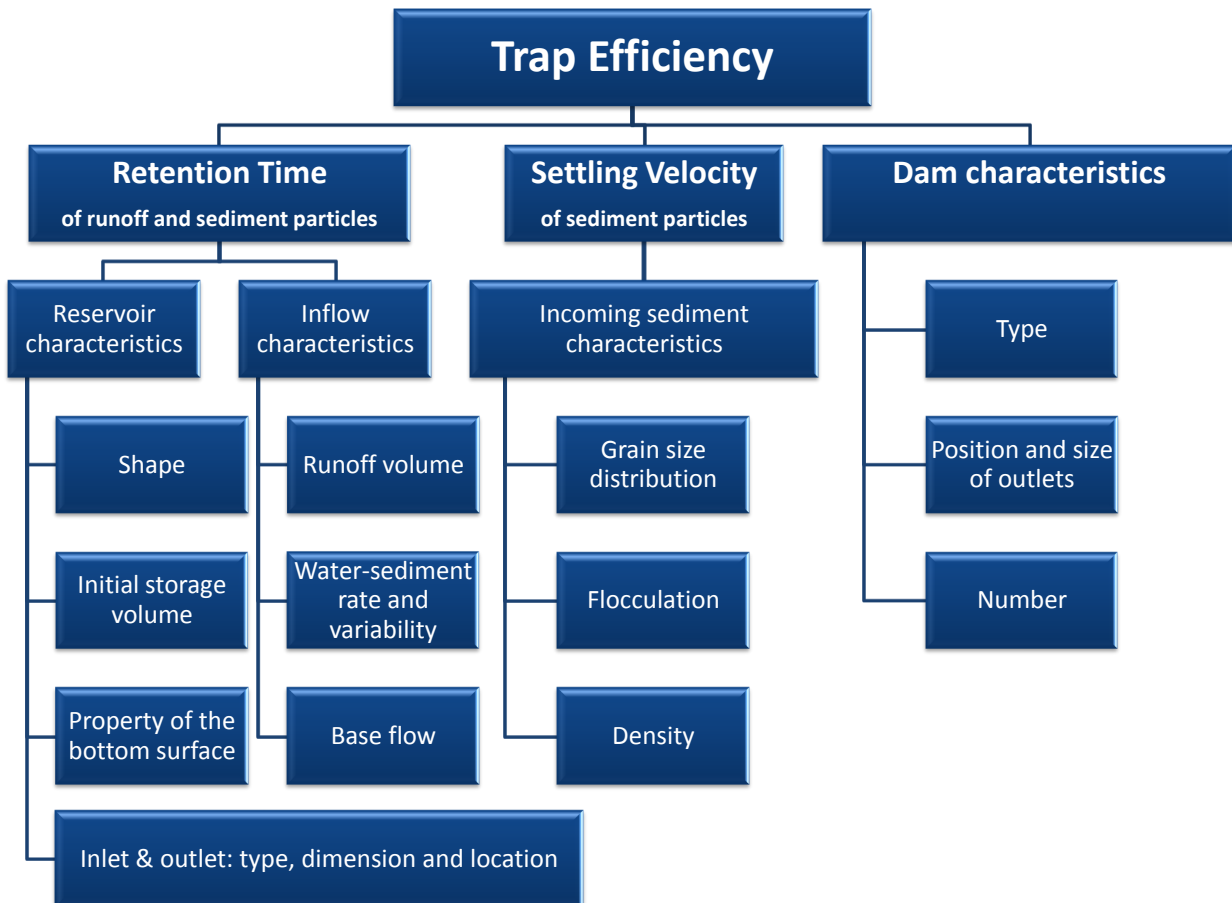 Trap Efficiency
Retention Time
of runoff and sediment particles
Settling Velocity
of sediment particles
Dam characteristics
Reservoir
characteristics
Inflow
characteristics
Incoming sediment
characteristics
Type
Shape
Runoff volume
Grain size
distribution
Position and size
of outlets
Initial storage
volume
Water-sediment
rate and
variability
Flocculation
Number
Property of the
bottom surface
Base flow
Density
Inlet & outlet: type, dimension and location